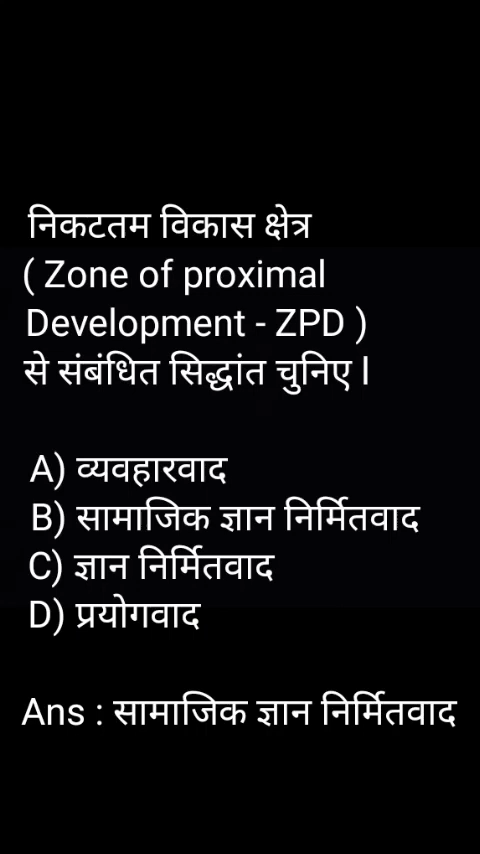 निकटतम विकास क्षेत्र
( Zone of proximal
Development - ZPD )
से संबंधित सिद्धांत चुनिए l
A) व्यवहारवाद
B) सामाजिक ज्ञान निर्मितवाद
C) ज्ञान निर्मितवाद
D) प्रयोगवाद
Ans : सामाजिक ज्ञान निर्मितवाद